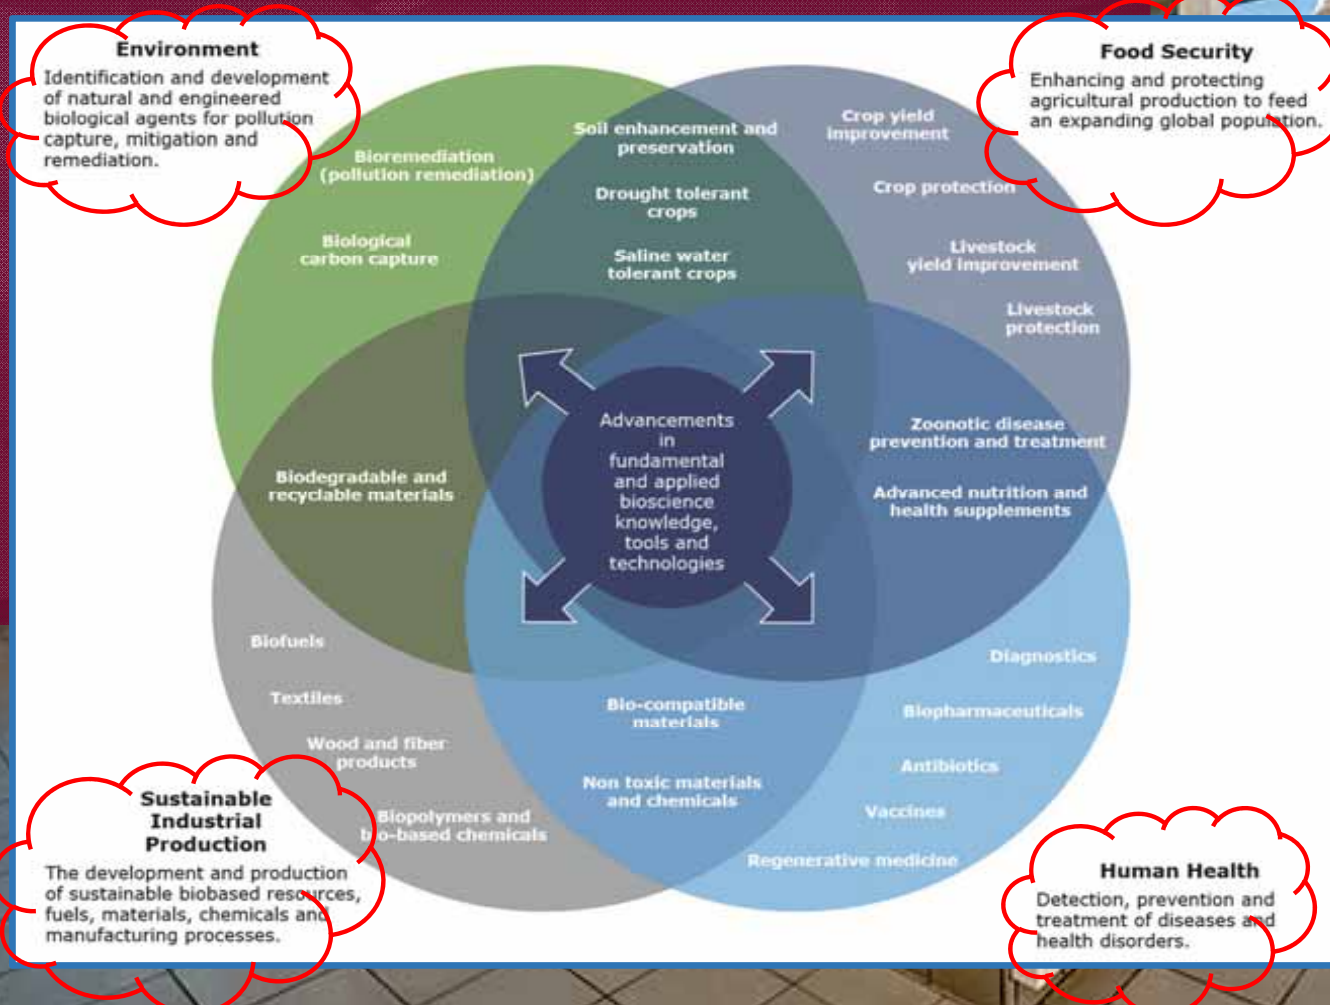 Environment
Identification and development
of natural and engineered
biological agents for pollution
capture, mitigation and
remediation.
Food Security
Enhancing and protecting
agricultural production to feed
an expanding global population.
Bioremediation
(pollution remediation)
Biological
carbon capture
Soil enhancement and
preservation
Drought tolerant
crops
Saline water
tolerant crops
Crop yield
improvement
Crop protection
Livestock
yield improvement
Livestock
protection
Biodegradable and
recyclable materials
Advancements
in
fundamental
and applied
bioscience
knowledge,
tools and
technologies
Zoonotic disease
prevention and treatment
Advanced nutrition and
health supplements
Biofuels
Textiles
Wood and fiber
products
Biopolymers and
bio-based chemicals
Bio-compatible
materials
Non toxic materials
and chemicals
Diagnostics
Biopharmaceuticals
Antibiotics
Vaccines
Regenerative medicine
Sustainable
Industrial
Production
The development and production
of sustainable biobased resources,
fuels, materials, chemicals and
manufacturing processes.
Human Health
Detection, prevention and
treatment of diseases and
health disorders.